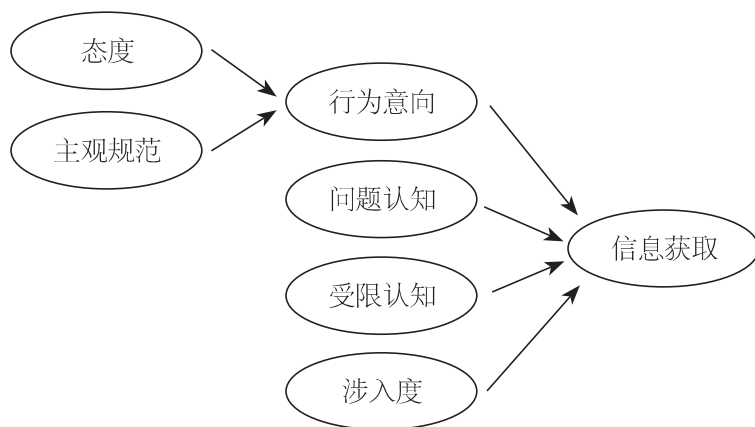 态度
主观规范
行为意向
问题认知
受限认知
涉入度
信息获取